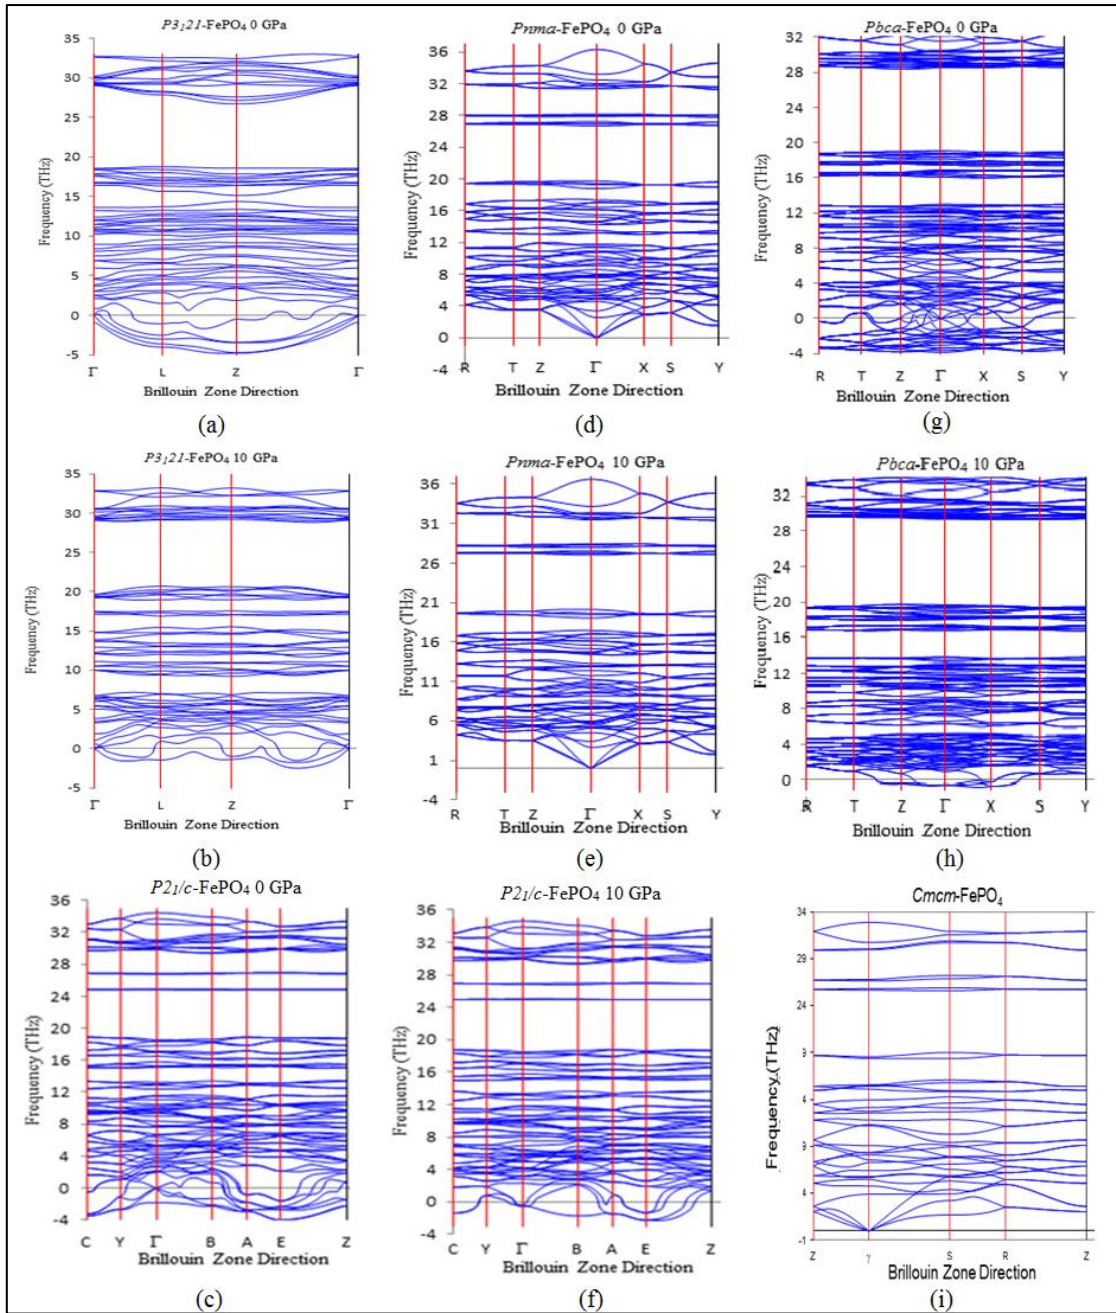 P3₁21-FePO₄ 0 GPa
35
30
25
20
15
10
5
0
-5
Frequency (THz)
Γ L Z Γ
Brillouin Zone Direction
(a)
Pnma-FePO₄ 0 GPa
36
32
28
24
20
16
12
8
4
0
-4
Frequency (THz)
R T Z Γ X S Y
Brillouin Zone Direction
(d)
Pbca-FePO₄ 0 GPa
32
28
24
20
16
12
8
4
0
-4
Frequency (THz)
R T Z Γ X S Y
Brillouin Zone Direction
(g)
P3₁21-FePO₄ 10 GPa
35
30
25
20
15
10
5
0
-5
Frequency (THz)
Γ L Z Γ
Brillouin Zone Direction
(b)
Pnma-FePO₄ 10 GPa
36
31
26
21
16
11
6
1
-4
Frequency (THz)
R T Z Γ X S Y
Brillouin Zone Direction
(e)
Pbca-FePO₄ 10 GPa
32
28
24
20
16
12
8
4
0
Frequency (THz)
R T Z Γ X S Y
Brillouin Zone Direction
(h)
P2₁/c-FePO₄ 0 GPa
36
32
28
24
20
16
12
8
4
0
-4
Frequency (THz)
C Y Γ B A E Z
Brillouin Zone Direction
(c)
P2₁/c-FePO₄ 10 GPa
36
32
28
24
20
16
12
8
4
0
-4
Frequency (THz)
C Y Γ B A E Z
Brillouin Zone Direction
(f)
Cmcm-FePO₄
34
29
24
9
4
9
4
-1
Frequency (THz)
Z γ S R Z
Brillouin Zone Direction
(i)